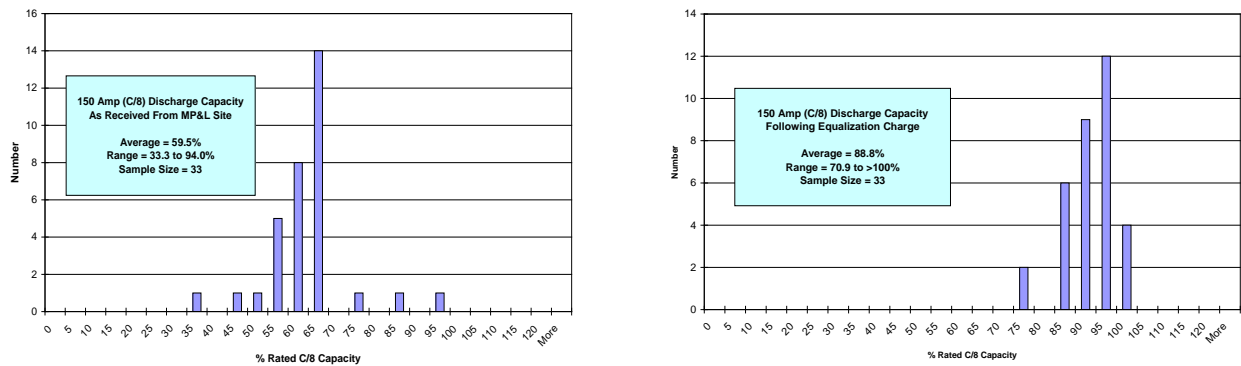 16
14
12
10
8
6
4
2
0
Number
150 Amp (C/8) Discharge Capacity
As Received From MP&L Site
Average = 59.5%
Range = 33.3 to 94.0%
Sample Size = 33
0 5 10 15 20 25 30 35 40 45 50 55 60 65 70 75 80 85 90 95 100 105 110 115 120 More
% Rated C/8 Capacity
14
12
10
8
6
4
2
0
Number
150 Amp (C/8) Discharge Capacity
Following Equalization Charge
Average = 88.8%
Range = 70.9 to >100%
Sample Size = 33
0 5 10 15 20 25 30 35 40 45 50 55 60 65 70 75 80 85 90 95 100 105 110 115 120 More
% Rated C/8 Capacity